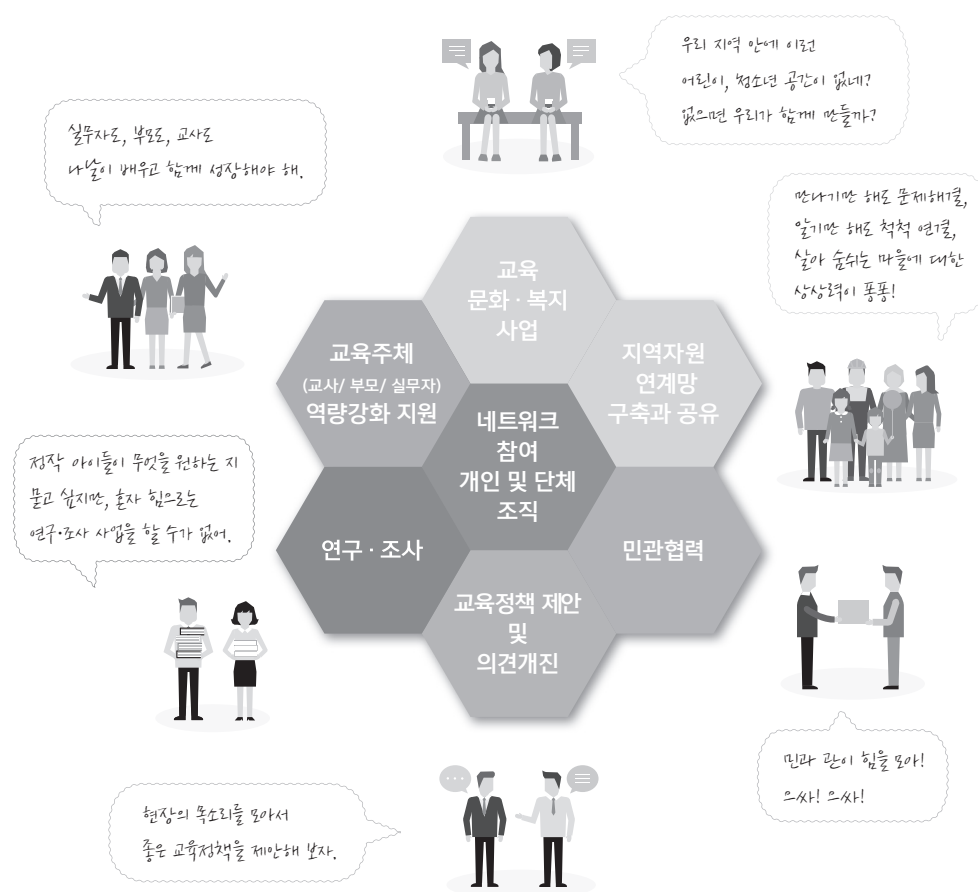 우리 지역 안에 이런
어린이, 청소년 공간이 없네?
없으면 우리가 함께 만들까?
실무자로, 부모로, 교사로
나날이 배우고 함께 성장해야 해.
만나기만 해도 문제해결,
알기만 해도 척척 연결,
살아 숨쉬는 마을에 대한
상상력이 퐁퐁!
교육
문화 · 복지
사업
교육주체
(교사/ 부모/ 실무자)
역량강화 지원
지역자원
연계망
구축과 공유
네트워크
참여
개인 및 단체
조직
연구 · 조사
민관협력
교육정책 제안
및
의견개진
정작 아이들이 무엇을 원하는 지
묻고 싶지만, 혼자 힘으로는
연구·조사 사업을 할 수가 없어.
민과 관이 힘을 모아!
으싸! 으싸!
현장의 목소리를 모아서
좋은 교육정책을 제안해 보자.